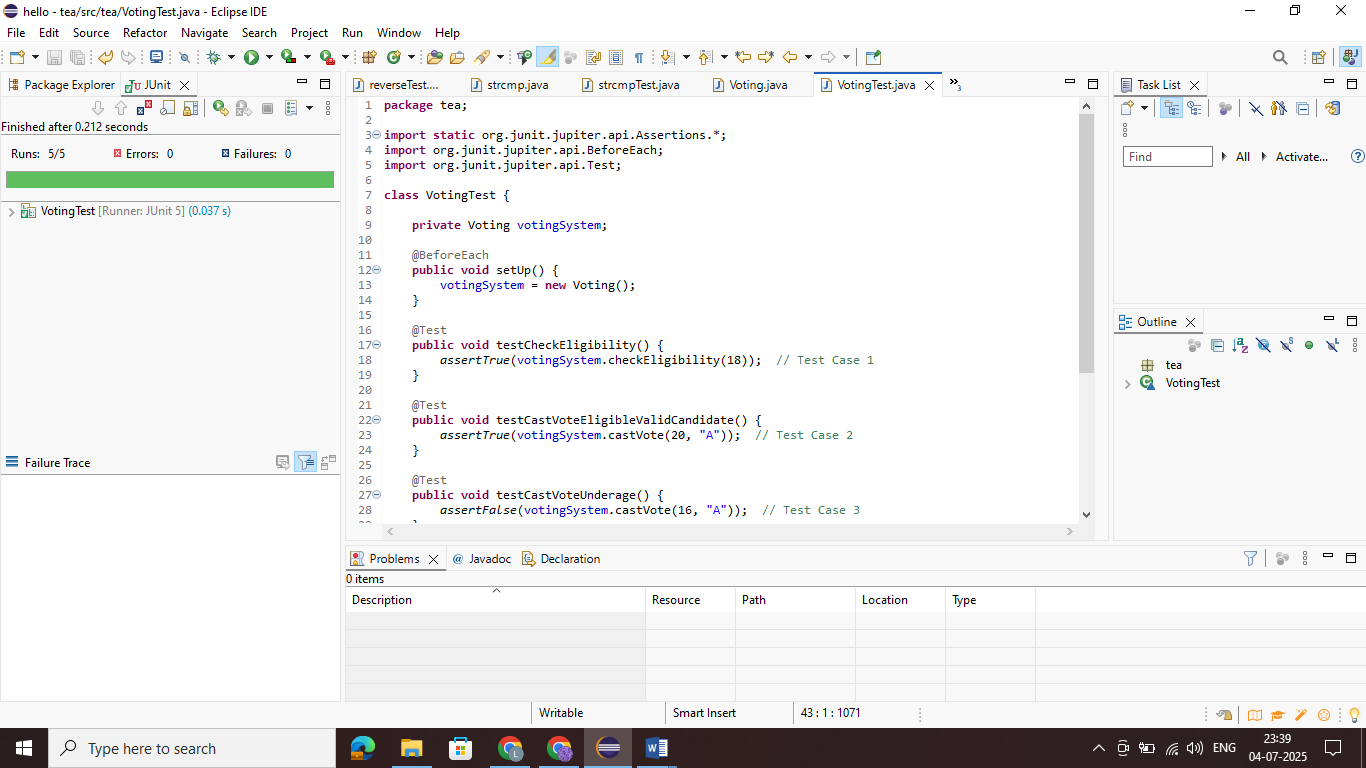 hello - tea/src/tea/VotingTest.java - Eclipse IDE
File Edit Source Refactor Navigate Search Project Run Window Help
Package Explorer JUnit
Finished after 0.212 seconds
Runs: 5/5 Errors: 0 Failures: 0
VotingTest [Runner: JUnit 5] (0.037 s)
Failure Trace
reverseTest.... strcmp.java strcmpTest.java Voting.java VotingTest.java »3
1 package tea;
2
3 import static org.junit.jupiter.api.Assertions.*;
4 import org.junit.jupiter.api.BeforeEach;
5 import org.junit.jupiter.api.Test;
6
7 class VotingTest {
8
9     private Voting votingSystem;
10
11     @BeforeEach
12     public void setUp() {
13         votingSystem = new Voting();
14     }
15
16     @Test
17     public void testCheckEligibility() {
18         assertTrue(votingSystem.checkEligibility(18));  // Test Case 1
19     }
20
21     @Test
22     public void testCastVoteEligibleValidCandidate() {
23         assertTrue(votingSystem.castVote(20, "A"));  // Test Case 2
24     }
25
26     @Test
27     public void testCastVoteUnderage() {
28         assertFalse(votingSystem.castVote(16, "A"));  // Test Case 3
Task List
Find All Activate...
Outline
tea
VotingTest
Problems @ Javadoc Declaration
0 items
Description Resource Path Location Type
Writable Smart Insert 43 : 1 : 1071
Type here to search
ENG
23:39
04-07-2025